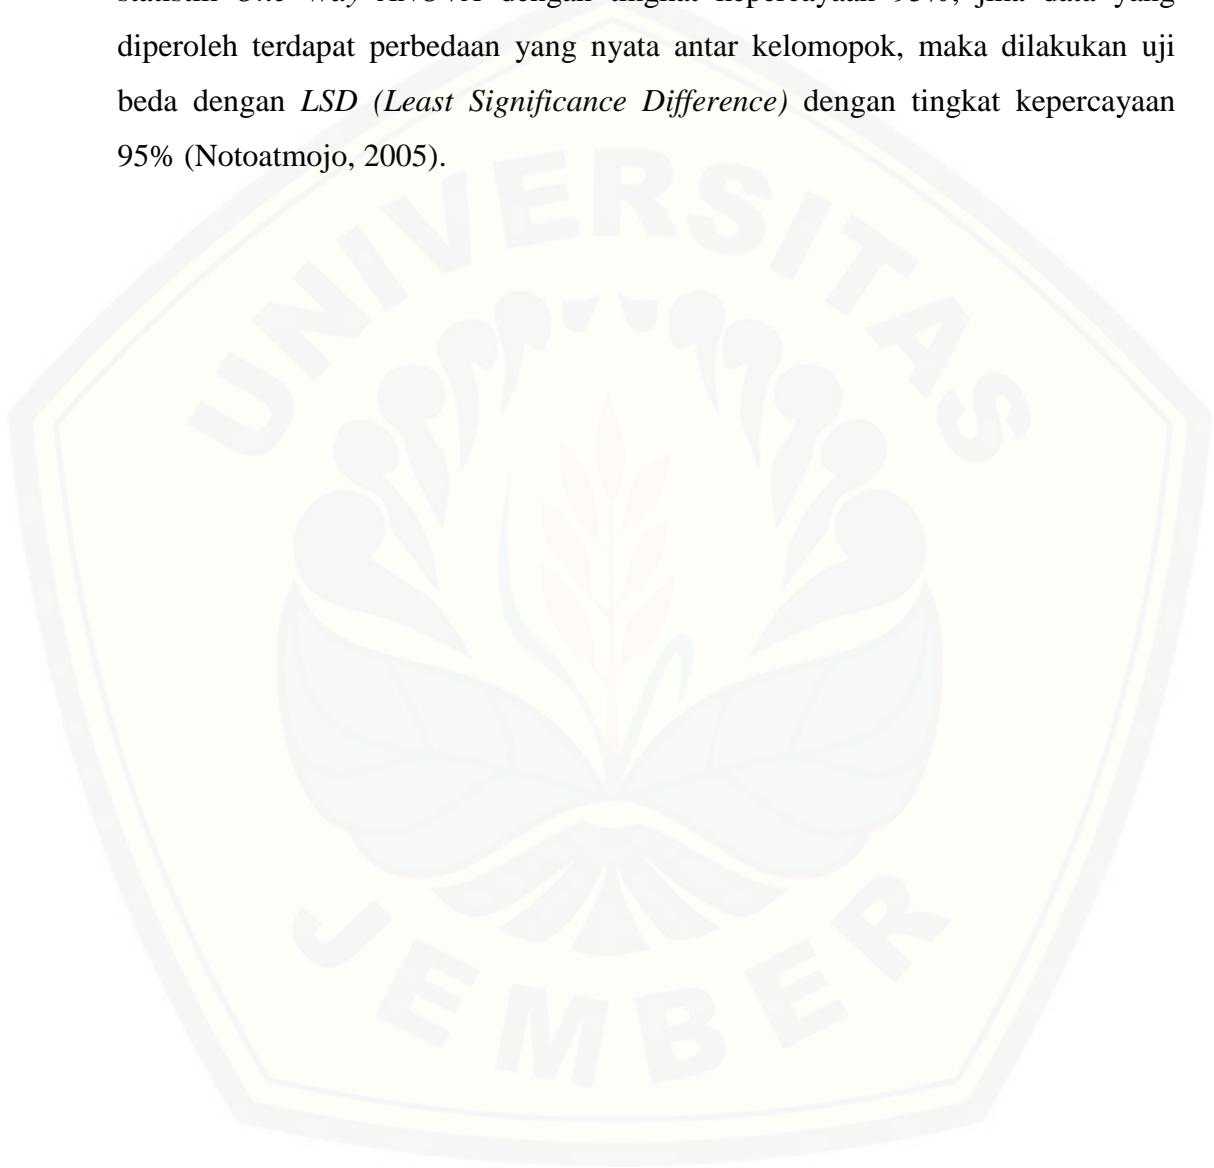 statistik One Way ANOVA dengan tingkat kepercayaan 95%, jika data yang
diperoleh terdapat perbedaan yang nyata antar kelomopok, maka dilakukan uji
beda dengan LSD (Least Significance Difference) dengan tingkat kepercayaan
95% (Notoatmojo, 2005).
UNIVERSITAS
JEMBER